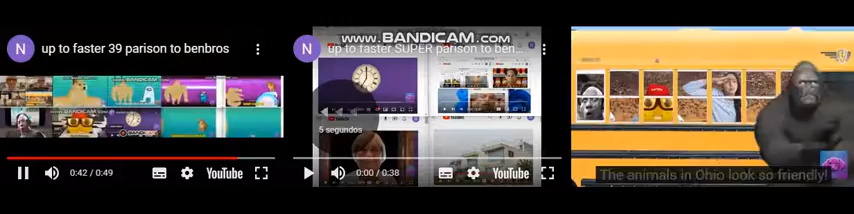 www.BANDICAM.com
N
up to faster 39 parison to benbros
N
up to faster SUPER parison to ben...
BANDICAM
5 segundos
0:42 / 0:49
YouTube
0:00 / 0:38
YouTube
The animals in Ohio look so friendly!